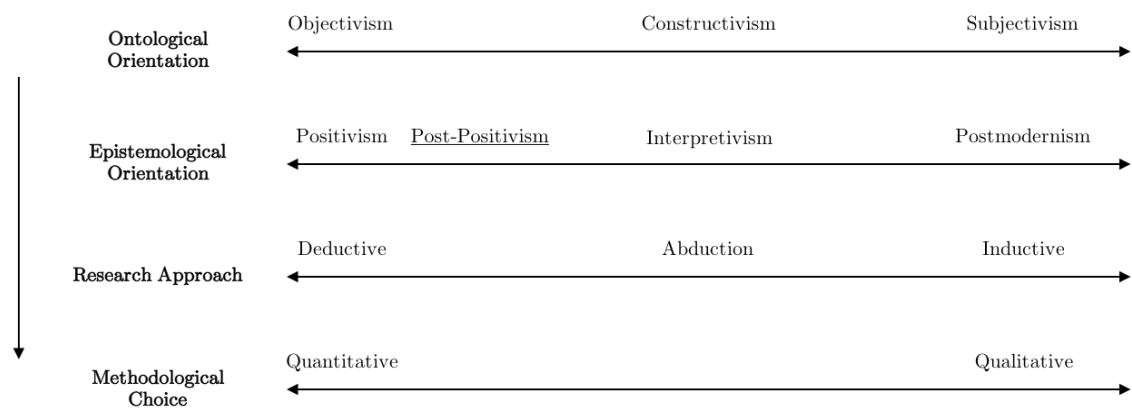 Objectivism Constructivism Subjectivism
Ontological
Orientation
Positivism Post-Positivism Interpretivism Postmodernism
Epistemological
Orientation
Deductive Abduction Inductive
Research Approach
Quantitative Qualitative
Methodological
Choice